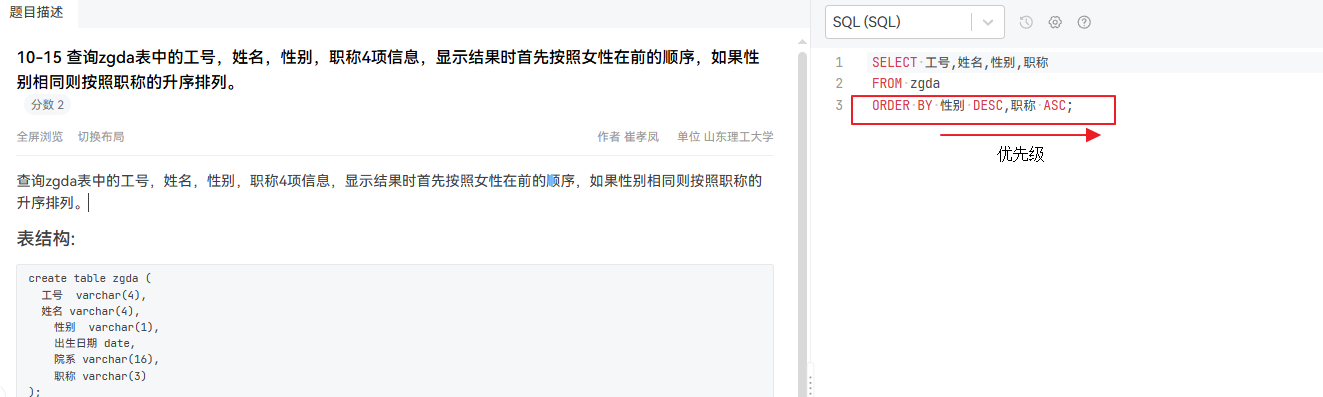 题目描述
10-15 查询zgda表中的工号，姓名，性别，职称4项信息，显示结果时首先按照女性在前的顺序，如果性
别相同则按照职称的升序排列。
分数 2
全屏浏览 切换布局 作者 崔孝凤 单位 山东理工大学
查询zgda表中的工号，姓名，性别，职称4项信息，显示结果时首先按照女性在前的顺序，如果性别相同则按照职称的
升序排列。
表结构:
create table zgda (
工号 varchar(4),
姓名 varchar(4),
性别 varchar(1),
出生日期 date,
院系 varchar(16),
职称 varchar(3)
);
SQL (SQL)
1 SELECT 工号,姓名,性别,职称
2 FROM zgda
3 ORDER BY 性别 DESC,职称 ASC;
优先级